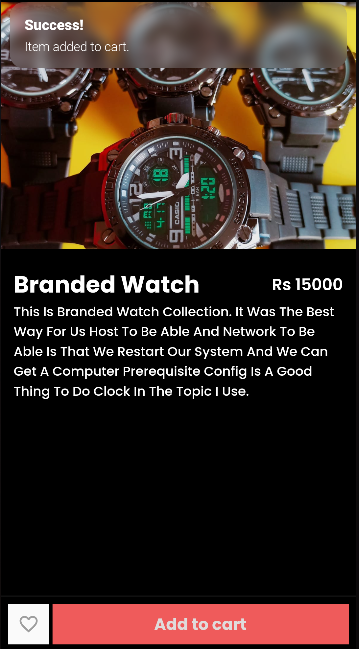 Success!
Item added to cart.
CASIO
Branded Watch
Rs 15000
This Is Branded Watch Collection. It Was The Best
Way For Us Host To Be Able And Network To Be
Able Is That We Restart Our System And We Can
Get A Computer Prerequisite Config Is A Good
Thing To Do Clock In The Topic I Use.
Add to cart